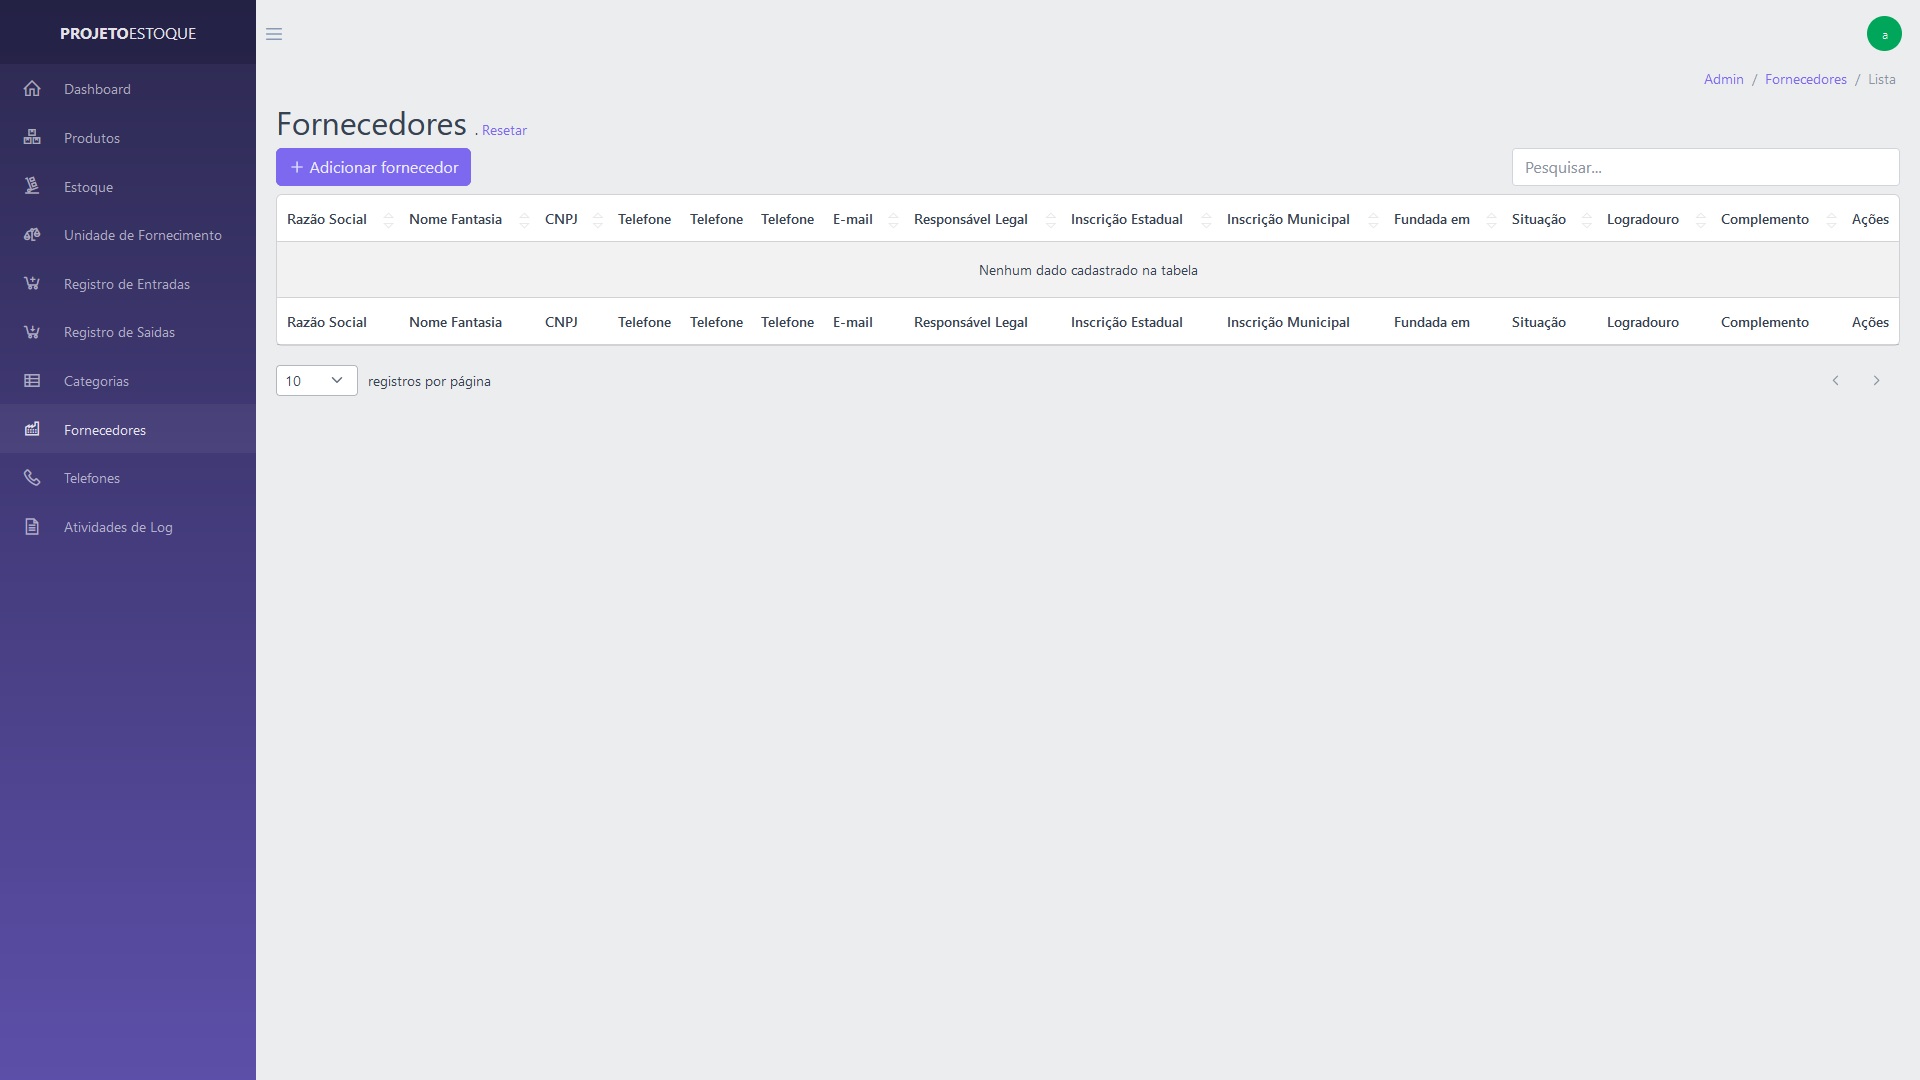 PROJETOESTOQUE
a
Dashboard
Produtos
Estoque
Unidade de Fornecimento
Registro de Entradas
Registro de Saidas
Categorias
Fornecedores
Telefones
Atividades de Log
Admin / Fornecedores / Lista
Fornecedores . Resetar
+ Adicionar fornecedor
Pesquisar...
Razão Social Nome Fantasia CNPJ Telefone Telefone Telefone E-mail Responsável Legal Inscrição Estadual Inscrição Municipal Fundada em Situação Logradouro Complemento Ações
Nenhum dado cadastrado na tabela
Razão Social Nome Fantasia CNPJ Telefone Telefone Telefone E-mail Responsável Legal Inscrição Estadual Inscrição Municipal Fundada em Situação Logradouro Complemento Ações
10 registros por página